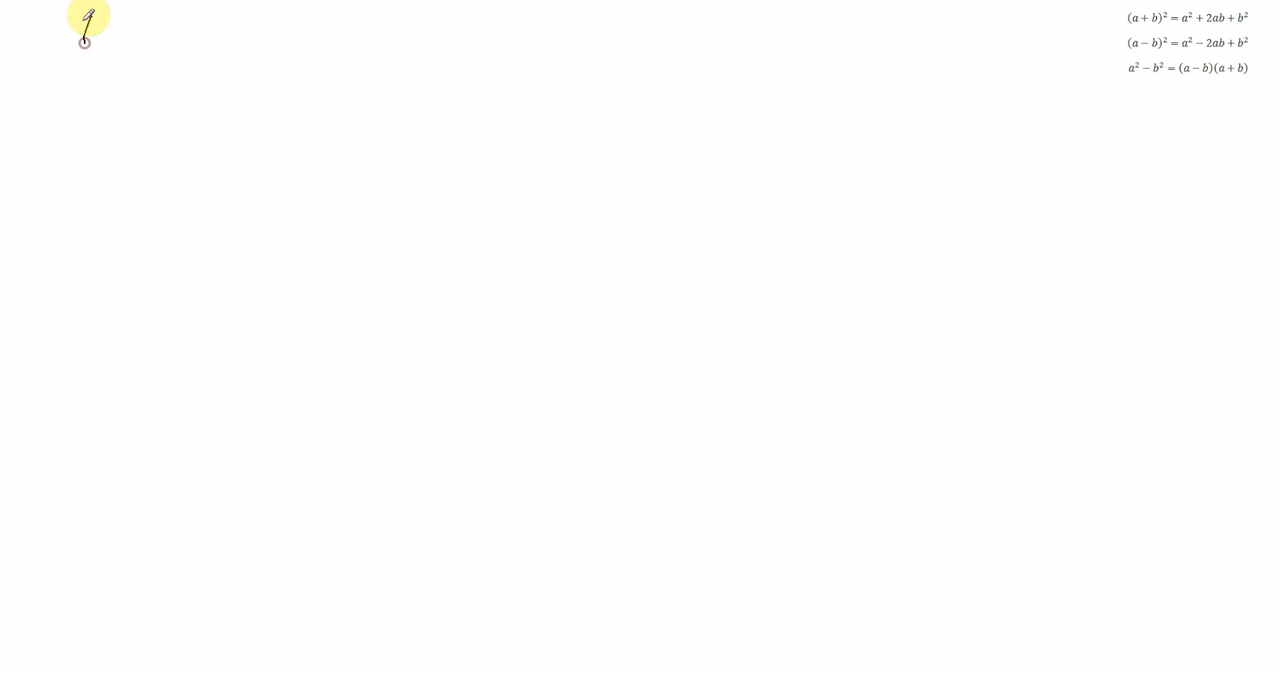 (a + b)² = a² + 2ab + b²
(a − b)² = a² − 2ab + b²
a² − b² = (a − b)(a + b)